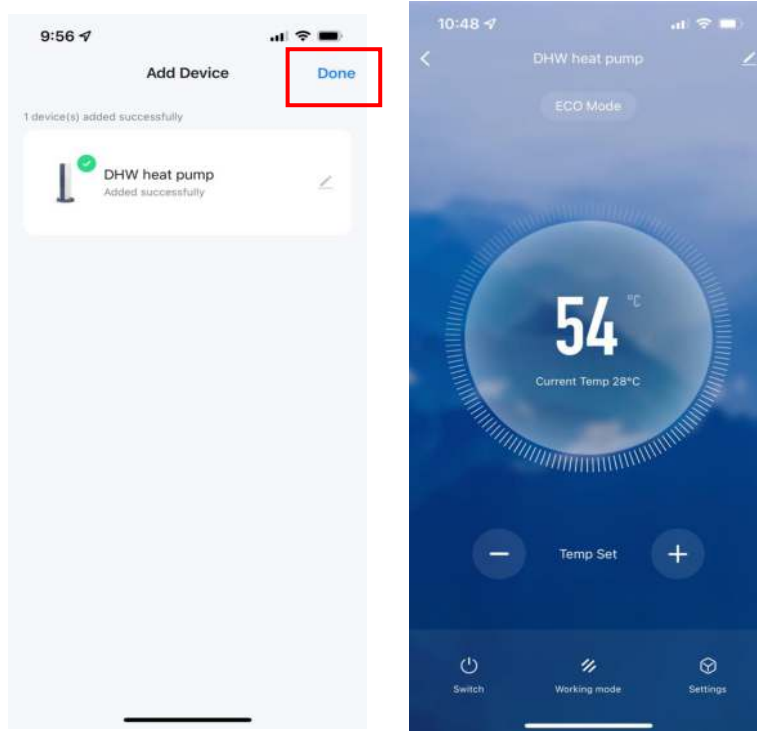 9:56
Add Device
Done
1 device(s) added successfully
DHW heat pump
Added successfully
10:48
DHW heat pump
ECO Mode
54 °C
Current Temp 28°C
Temp Set
Switch
Working mode
Settings